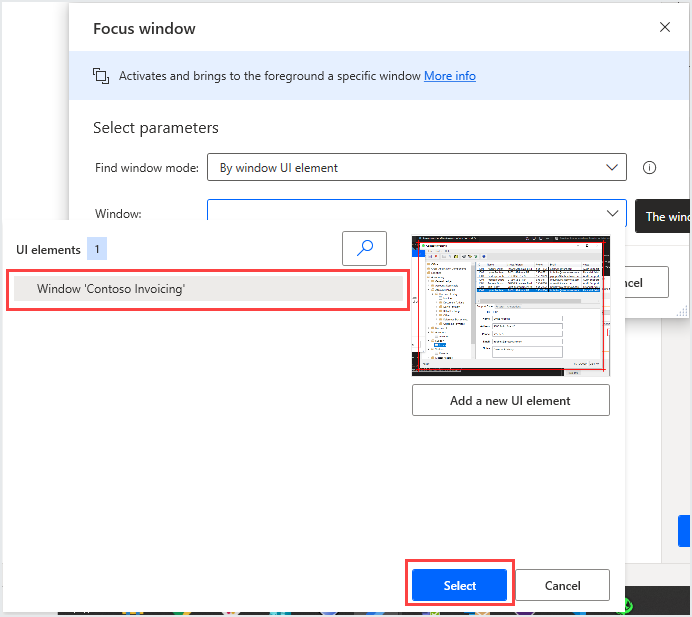 Focus window
Activates and brings to the foreground a specific window More info
Select parameters
Find window mode: By window UI element
Window:
The wind
UI elements 1
ncel
Window 'Contoso Invoicing'
Add a new UI element
Select Cancel